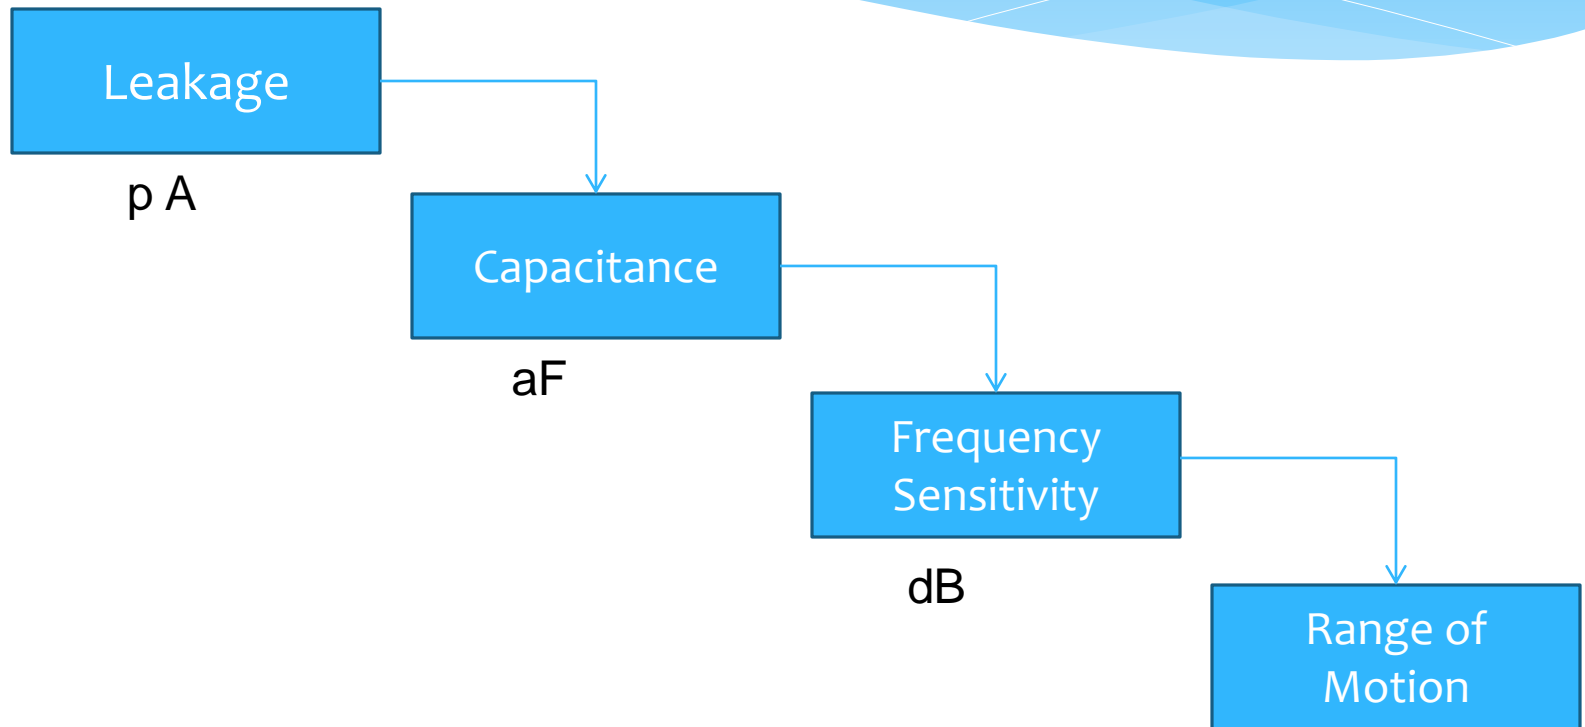 Leakage
p A
Capacitance
aF
Frequency
Sensitivity
dB
Range of
Motion